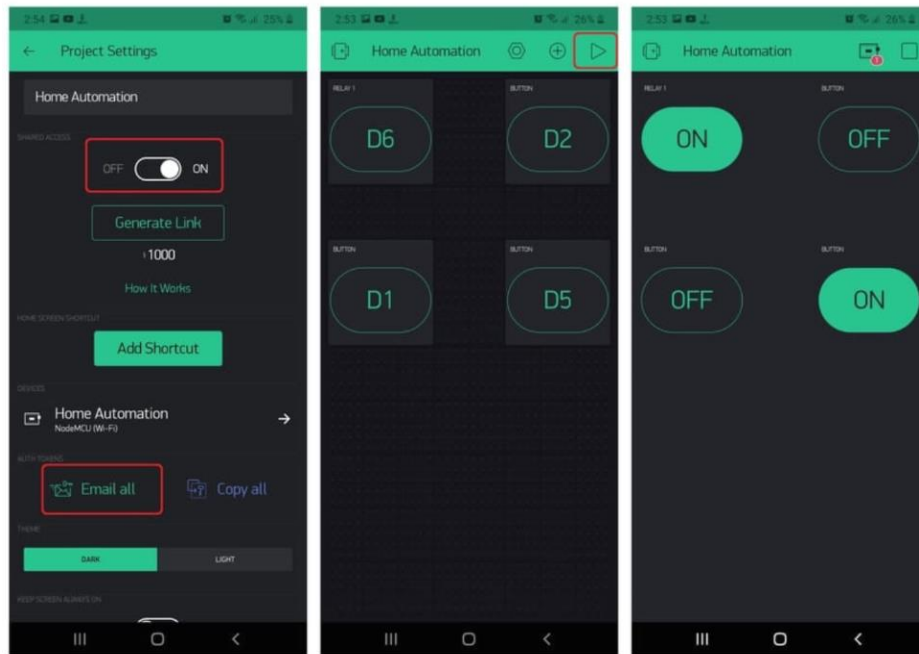 2:54
25%
Project Settings
Home Automation
SHARED ACCESS
OFF ON
Generate Link
1000
How It Works
HOME SCREEN SHORTCUT
Add Shortcut
DEVICES
Home Automation
NodeMCU (Wi-Fi)
AUTH TOKENS
Email all
Copy all
THEME
DARK
LIGHT
KEEP SCREEN ALWAYS ON
2:53
26%
Home Automation
RELAY 1
BUTTON
D6
D2
BUTTON
BUTTON
D1
D5
2:53
26%
Home Automation
1
RELAY 1
BUTTON
ON
OFF
BUTTON
BUTTON
OFF
ON